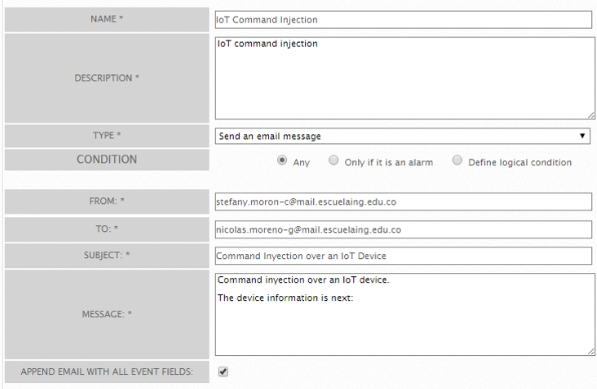 NAME * IoT Command Injection
DESCRIPTION * IoT command injection
TYPE * Send an email message
CONDITION Any Only if it is an alarm Define logical condition
FROM: * stefany.moron-c@mail.escuelaing.edu.co
TO: * nicolas.moreno-g@mail.escuelaing.edu.co
SUBJECT: * Command Inyection over an IoT Device
Command inyection over an IoT device.
The device information is next:
MESSAGE: *
APPEND EMAIL WITH ALL EVENT FIELDS: